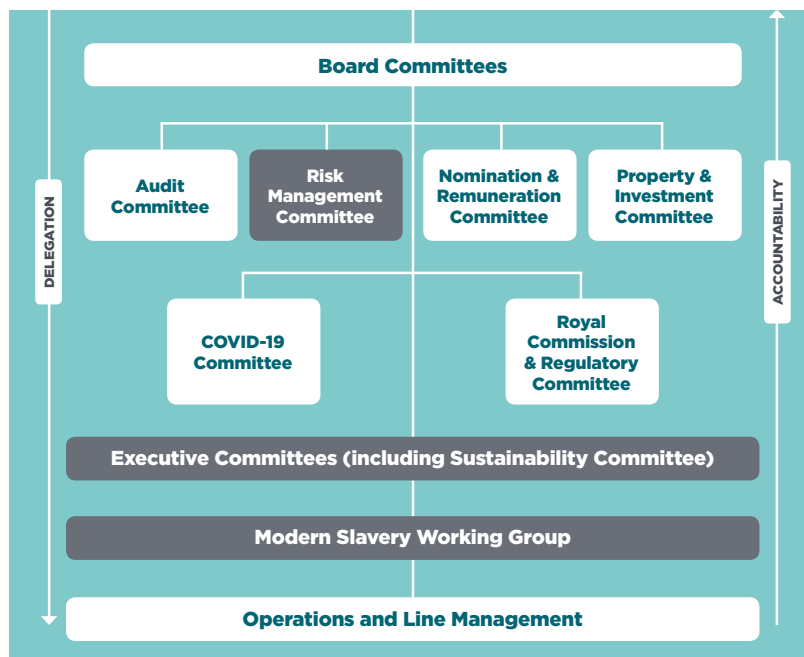 Board Committees
Audit
Committee
Risk
Management
Committee
Nomination &
Remuneration
Committee
Property &
Investment
Committee
DELEGATION
ACCOUNTABILITY
COVID-19
Committee
Royal
Commission
& Regulatory
Committee
Executive Committees (including Sustainability Committee)
Modern Slavery Working Group
Operations and Line Management